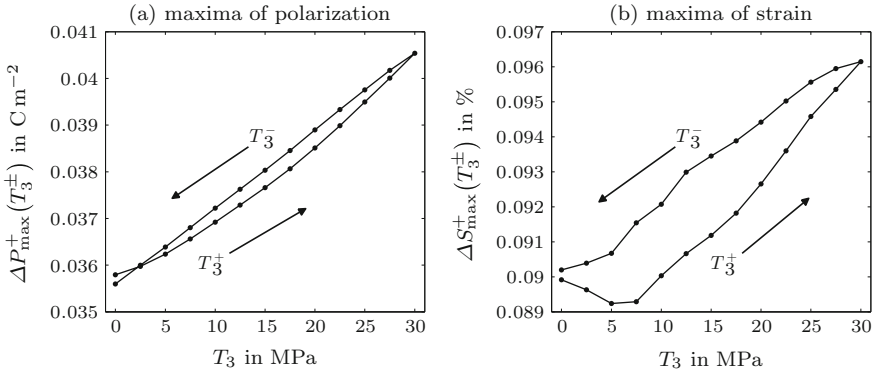 (a) maxima of polarization
0.041
0.04
0.039
0.038
0.037
0.036
0.035
ΔP⁺max(T₃^±) in C m⁻²
T₃⁻
T₃⁺
0 5 10 15 20 25 30
T₃ in MPa
(b) maxima of strain
0.097
0.096
0.095
0.094
0.093
0.092
0.091
0.09
0.089
ΔS⁺max(T₃^±) in %
T₃⁻
T₃⁺
0 5 10 15 20 25 30
T₃ in MPa